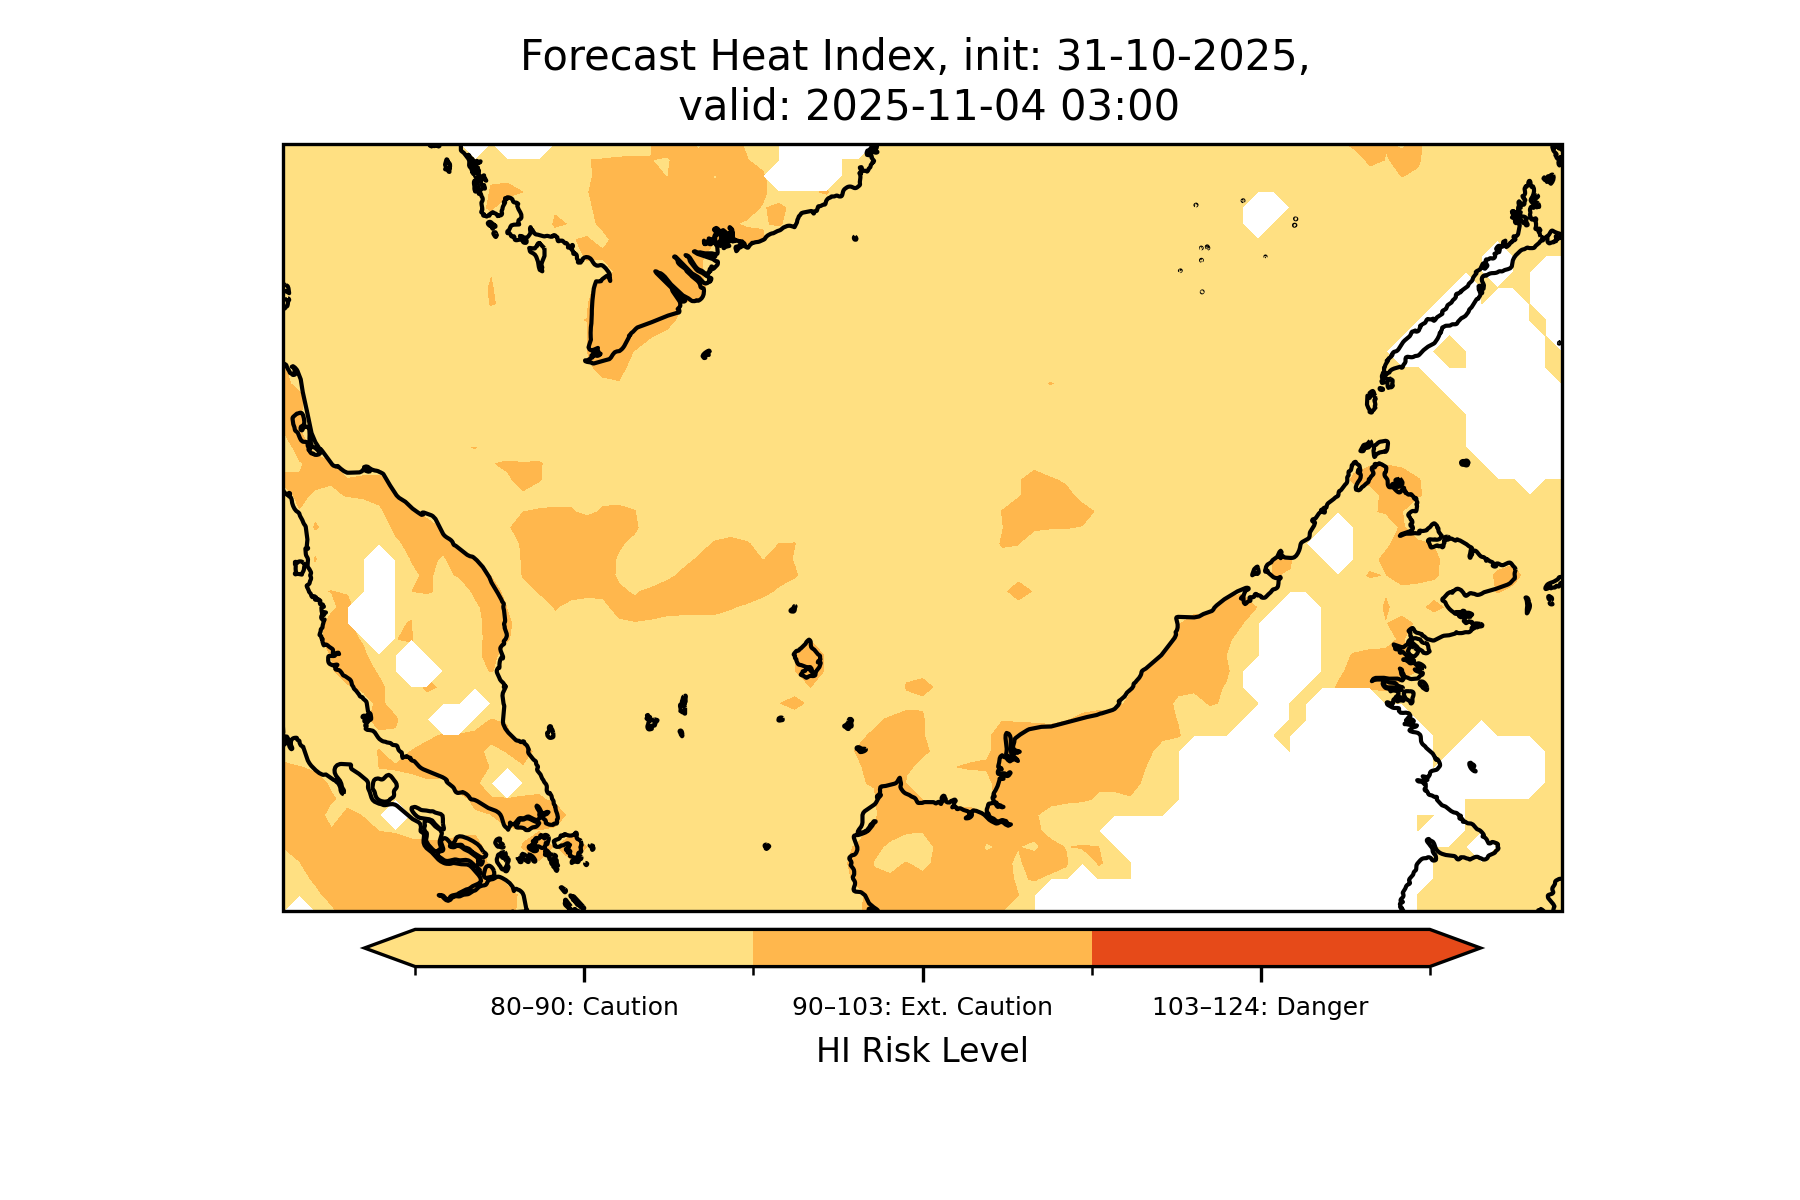 Forecast Heat Index, init: 31-10-2025,
valid: 2025-11-04 03:00
80–90: Caution
90–103: Ext. Caution
103–124: Danger
HI Risk Level